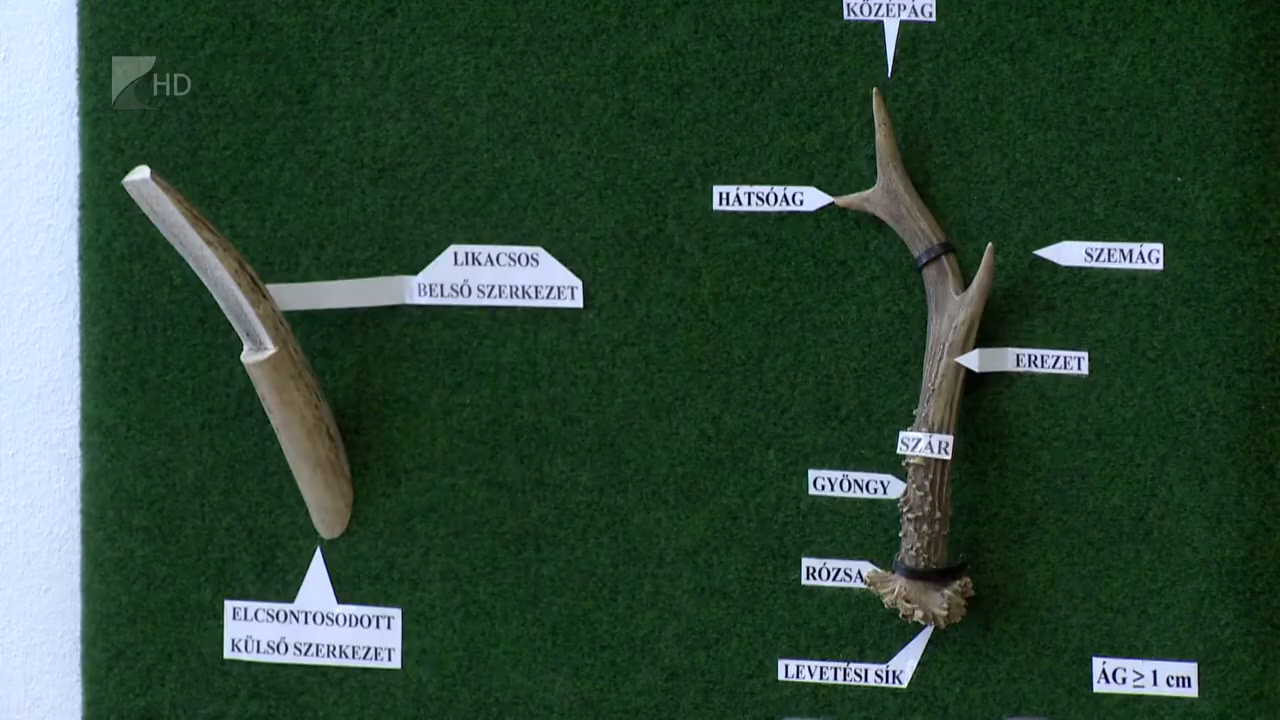 KÖZÉPÁG
HD
HÁTSÓÁG
SZEMÁG
LIKACSOS
BELSŐ SZERKEZET
EREZET
SZÁR
GYÖNGY
RÓZSA
ELCSONTOSODOTT
KÜLSŐ SZERKEZET
LEVETÉSI SÍK
ÁG ≥ 1 cm